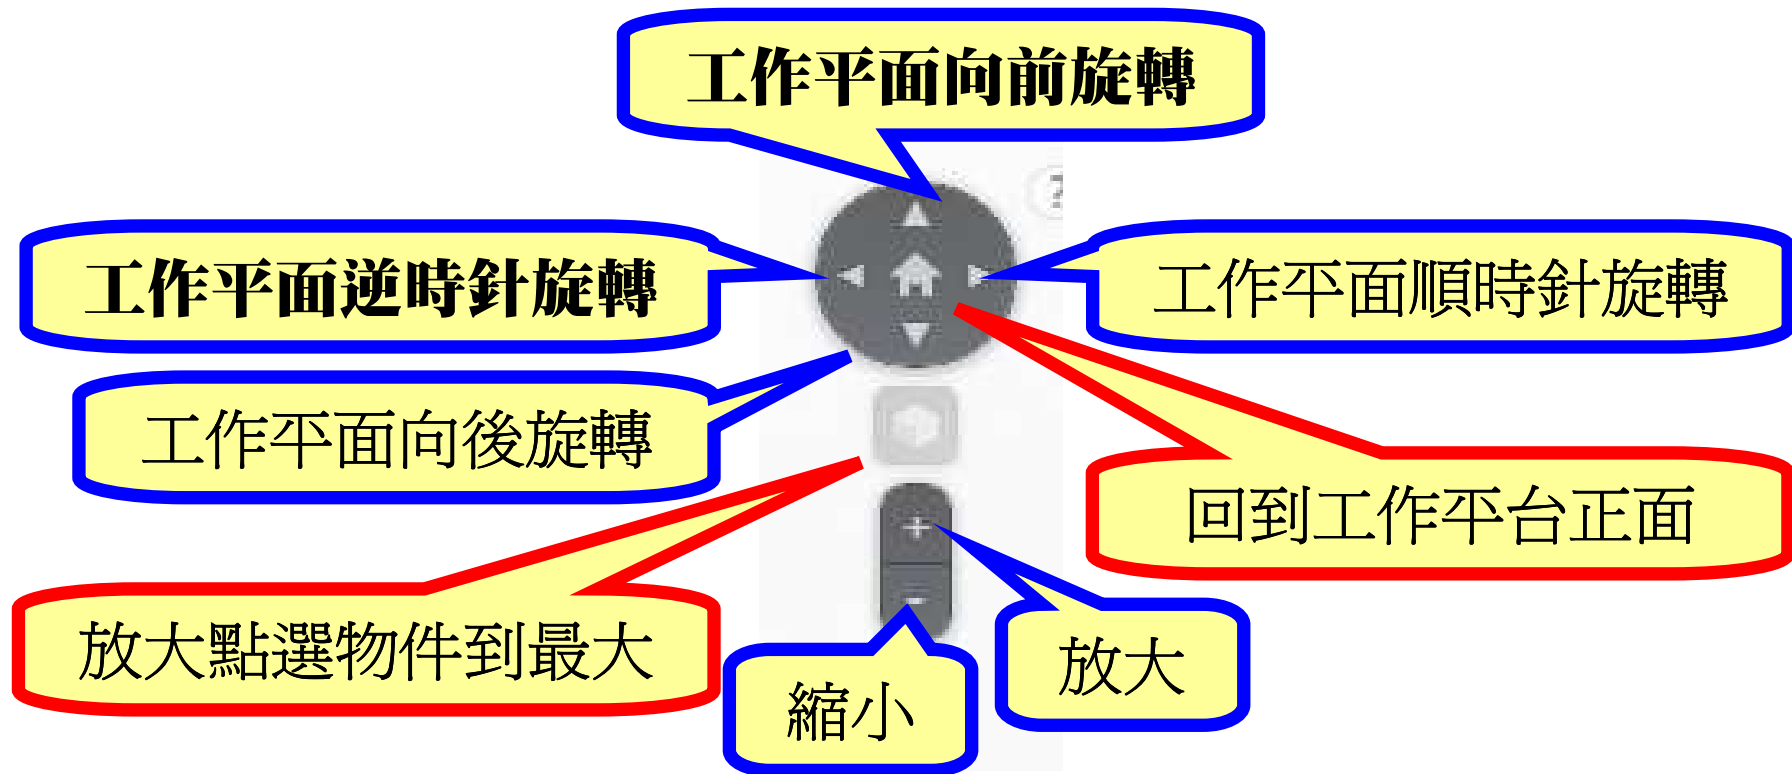 工作平面向前旋轉
?
工作平面逆時針旋轉
工作平面順時針旋轉
工作平面向後旋轉
回到工作平台正面
+
-
放大點選物件到最大
放大
縮小